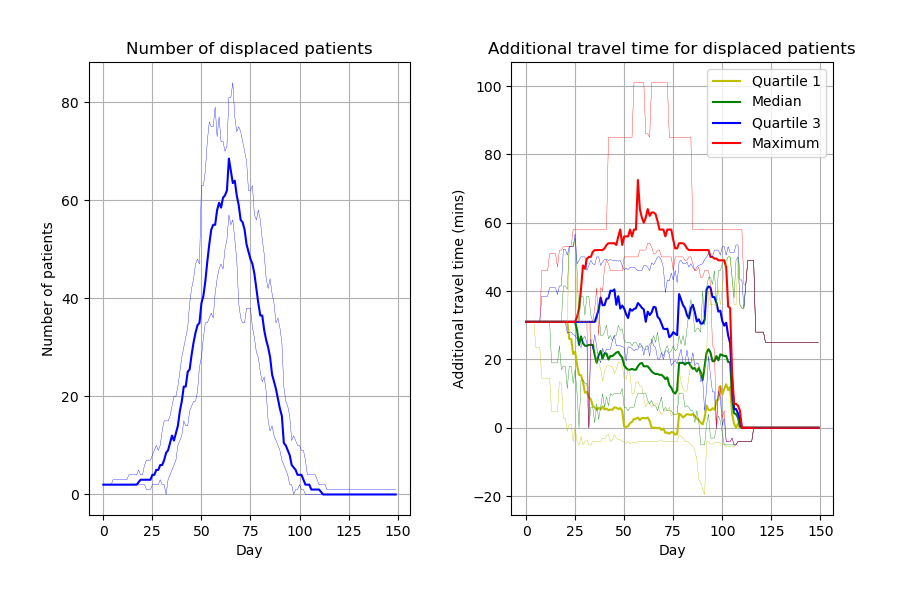 Number of displaced patients
Number of patients
80
60
40
20
0
0 25 50 75 100 125 150
Day
Additional travel time for displaced patients
Additional travel time (mins)
100
80
60
40
20
0
−20
0 25 50 75 100 125 150
Day
Quartile 1
Median
Quartile 3
Maximum